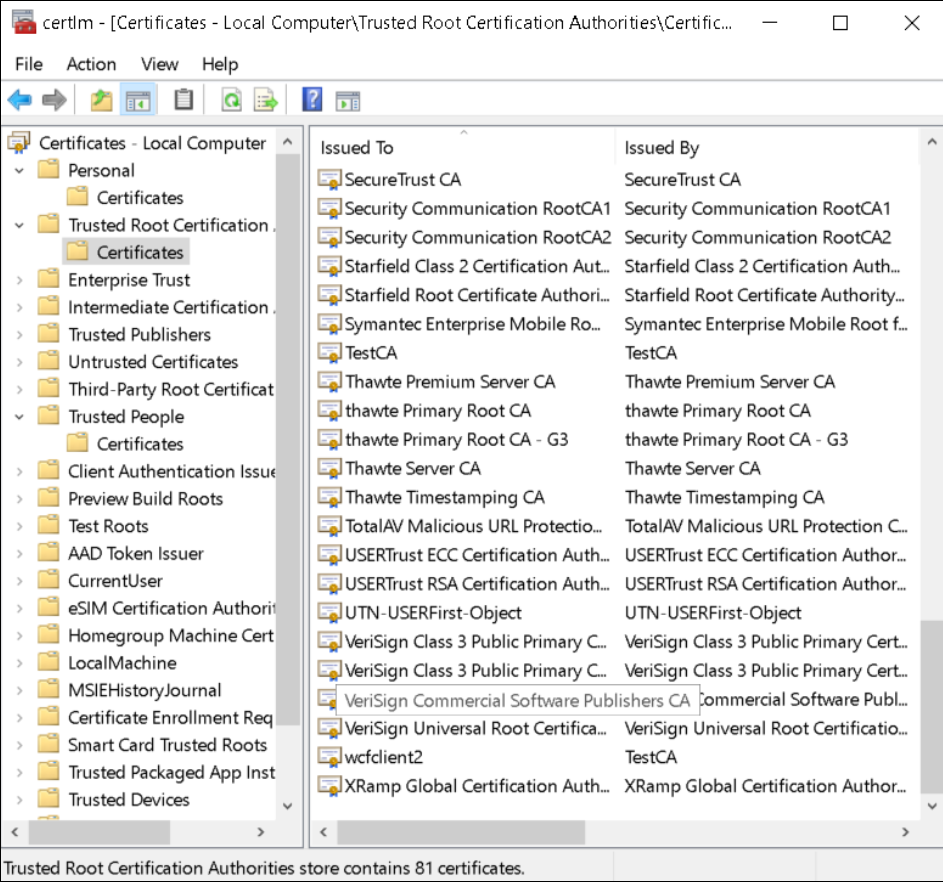 certlm - [Certificates - Local Computer\Trusted Root Certification Authorities\Certific...
File Action View Help
Certificates - Local Computer
Personal
Certificates
Trusted Root Certification
Certificates
Enterprise Trust
Intermediate Certification
Trusted Publishers
Untrusted Certificates
Third-Party Root Certificat
Trusted People
Certificates
Client Authentication Issue
Preview Build Roots
Test Roots
AAD Token Issuer
CurrentUser
eSIM Certification Authorit
Homegroup Machine Cert
LocalMachine
MSIEHistoryJournal
Certificate Enrollment Req
Smart Card Trusted Roots
Trusted Packaged App Inst
Trusted Devices
Issued To Issued By
SecureTrust CA SecureTrust CA
Security Communication RootCA1 Security Communication RootCA1
Security Communication RootCA2 Security Communication RootCA2
Starfield Class 2 Certification Aut... Starfield Class 2 Certification Auth...
Starfield Root Certificate Authori... Starfield Root Certificate Authority...
Symantec Enterprise Mobile Ro... Symantec Enterprise Mobile Root f...
TestCA TestCA
Thawte Premium Server CA Thawte Premium Server CA
thawte Primary Root CA thawte Primary Root CA
thawte Primary Root CA - G3 thawte Primary Root CA - G3
Thawte Server CA Thawte Server CA
Thawte Timestamping CA Thawte Timestamping CA
TotalAV Malicious URL Protectio... TotalAV Malicious URL Protection C...
USERTrust ECC Certification Auth... USERTrust ECC Certification Author...
USERTrust RSA Certification Auth... USERTrust RSA Certification Author...
UTN-USERFirst-Object UTN-USERFirst-Object
VeriSign Class 3 Public Primary C... VeriSign Class 3 Public Primary Cert...
VeriSign Class 3 Public Primary C... VeriSign Class 3 Public Primary Cert...
VeriSign Commercial Software Publishers CA Commercial Software Publ...
VeriSign Universal Root Certifica... VeriSign Universal Root Certificatio...
wcfclient2 TestCA
XRamp Global Certification Auth... XRamp Global Certification Author...
Trusted Root Certification Authorities store contains 81 certificates.